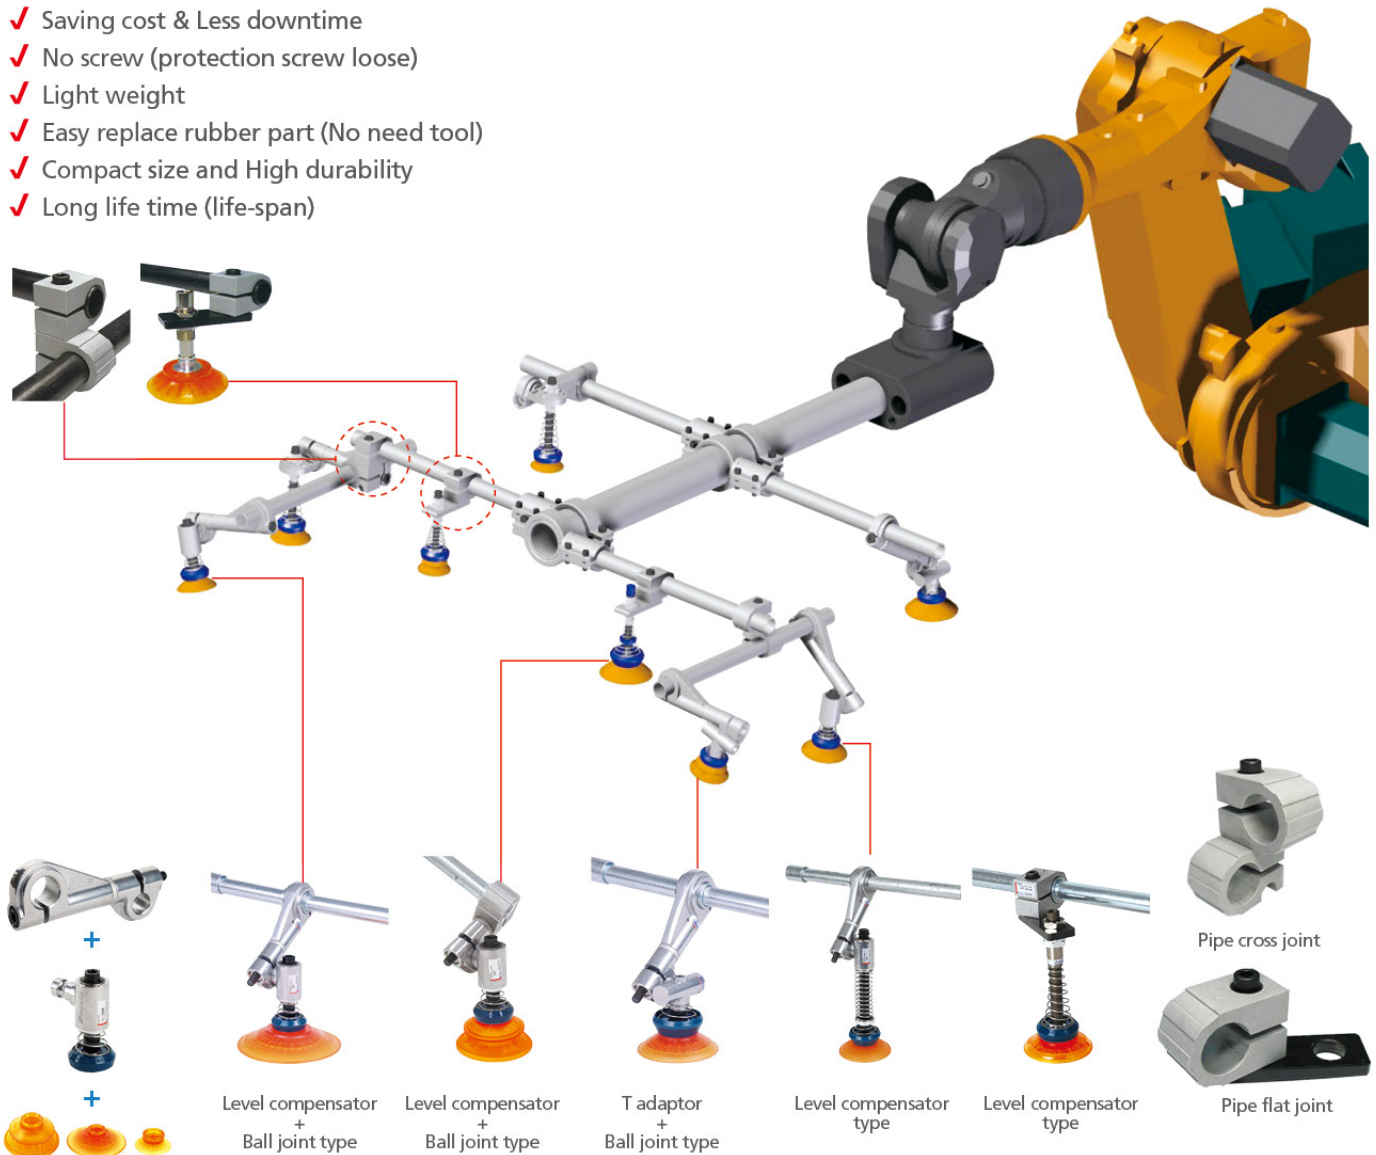 Saving cost & Less downtime
No screw (protection screw loose)
Light weight
Easy replace rubber part (No need tool)
Compact size and High durability
Long life time (life-span)
Pipe cross joint
Pipe flat joint
+
+
Level compensator
+
Ball joint type
Level compensator
+
Ball joint type
T adaptor
+
Ball joint type
Level compensator
type
Level compensator
type